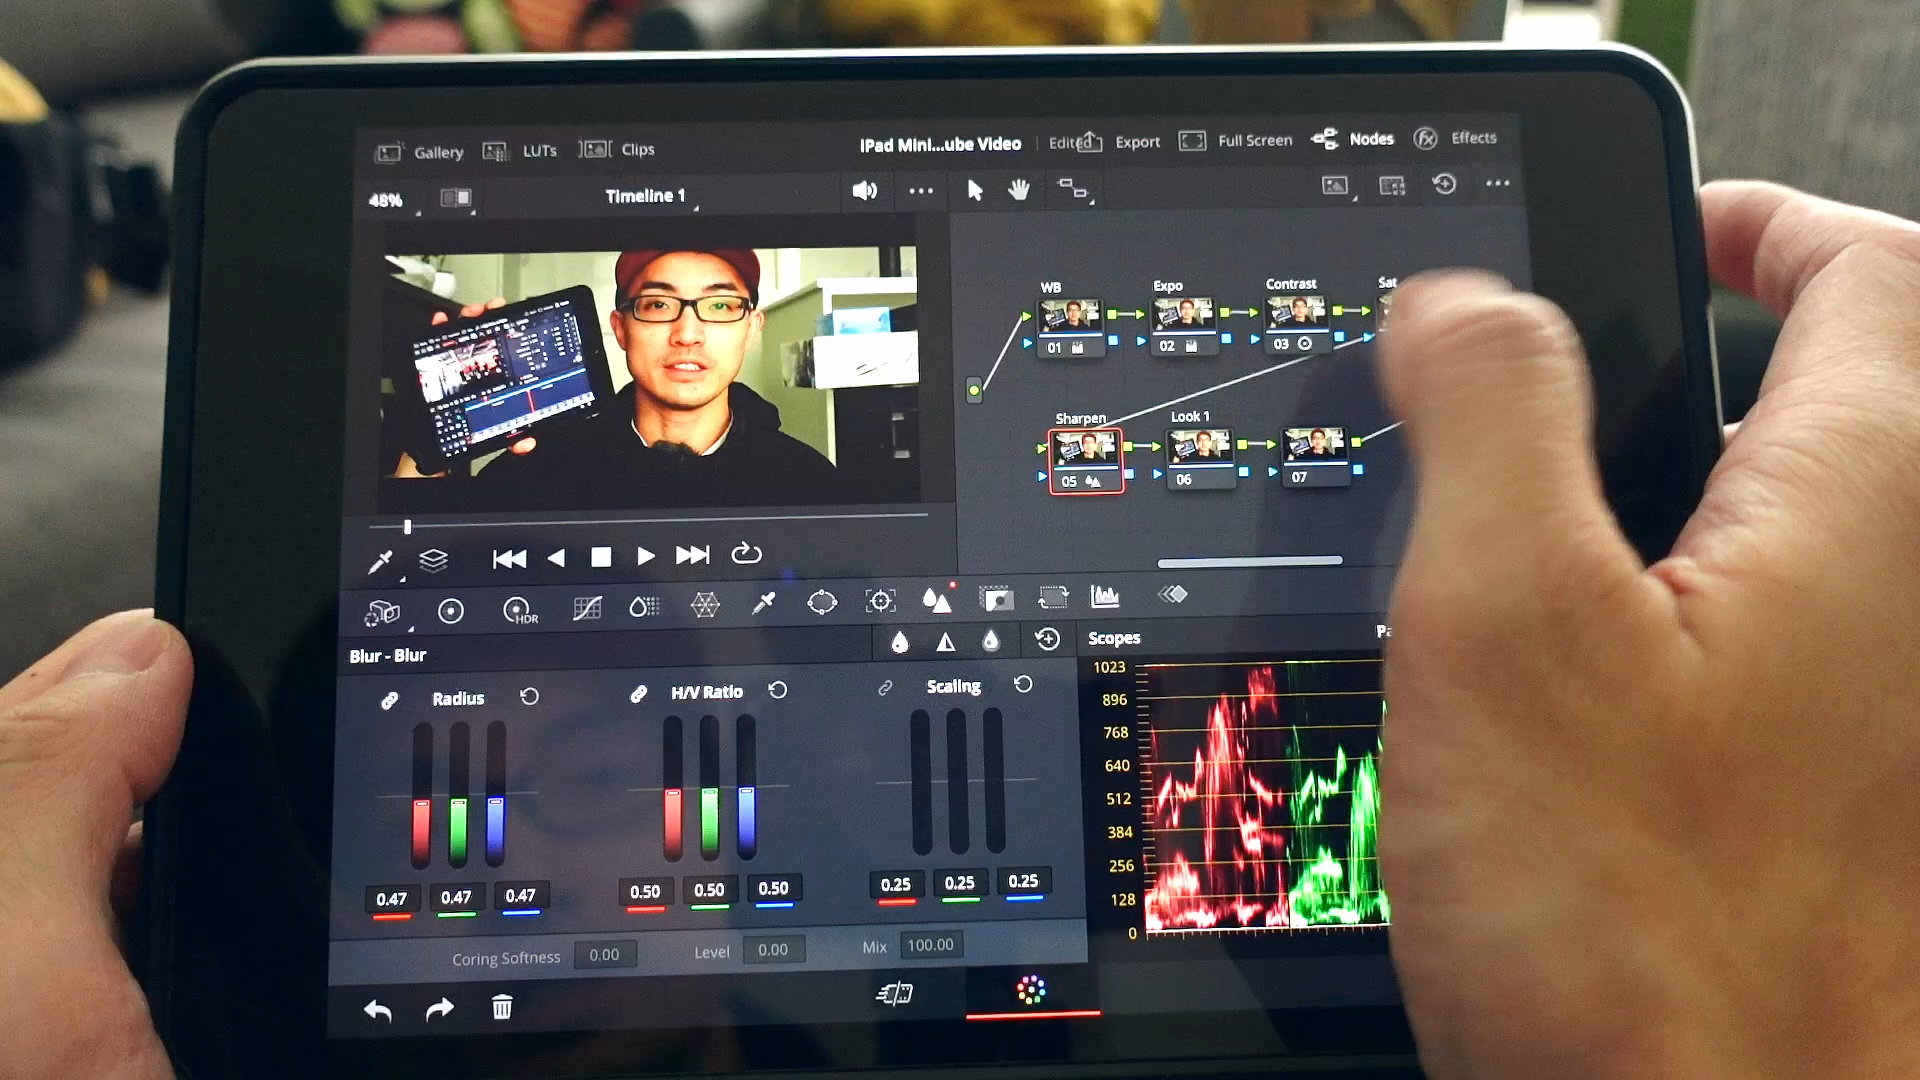 Gallery LUTs Clips iPad Mini...ube Video Edited Export Full Screen Nodes Effects
48% Timeline 1
WB Expo Contrast Sat
01 02 03
Sharpen Look 1
05 06 07
HDR
Blur - Blur
Radius H/V Ratio Scaling
0.47 0.47 0.47 0.50 0.50 0.50 0.25 0.25 0.25
Coring Softness 0.00 Level 0.00 Mix 100.00
Scopes Pa
1023
896
768
640
512
384
256
128
0